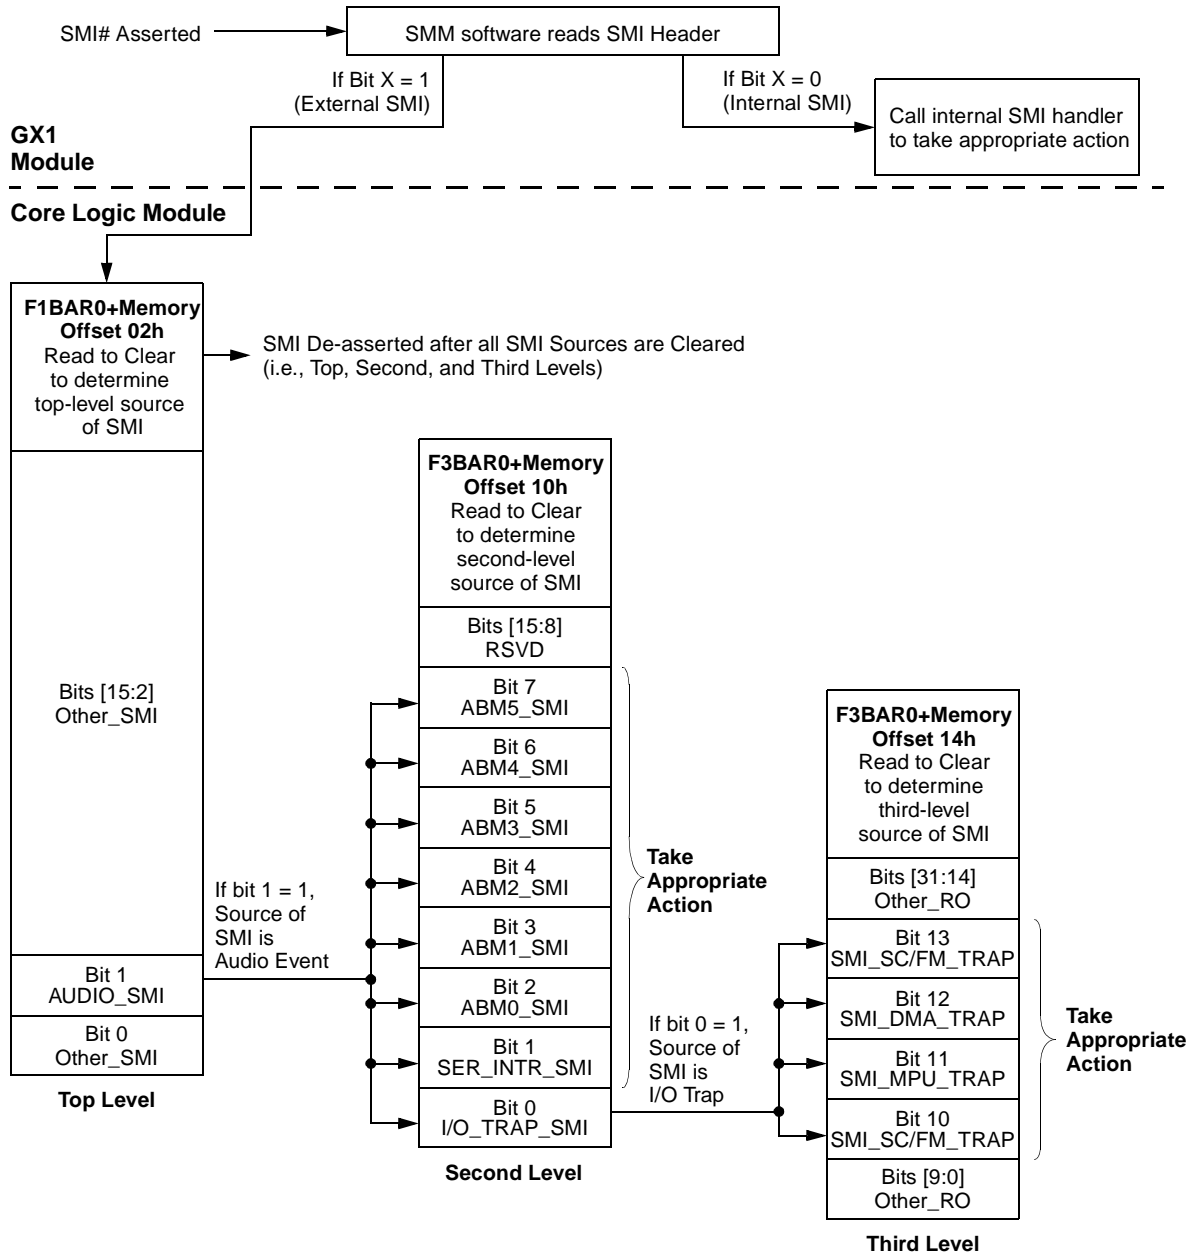 SMI# Asserted
SMM software reads SMI Header
If Bit X = 1
(External SMI)
If Bit X = 0
(Internal SMI)
Call internal SMI handler
to take appropriate action
GX1
Module
Core Logic Module
F1BAR0+Memory
Offset 02h
Read to Clear
to determine
top-level source
of SMI
SMI De-asserted after all SMI Sources are Cleared
(i.e., Top, Second, and Third Levels)
Bits [15:2]
Other_SMI
Bit 1
AUDIO_SMI
Bit 0
Other_SMI
Top Level
If bit 1 = 1,
Source of
SMI is
Audio Event
F3BAR0+Memory
Offset 10h
Read to Clear
to determine
second-level
source of SMI
Bits [15:8]
RSVD
Bit 7
ABM5_SMI
Bit 6
ABM4_SMI
Bit 5
ABM3_SMI
Bit 4
ABM2_SMI
Bit 3
ABM1_SMI
Bit 2
ABM0_SMI
Bit 1
SER_INTR_SMI
Bit 0
I/O_TRAP_SMI
Second Level
Take
Appropriate
Action
If bit 0 = 1,
Source of
SMI is
I/O Trap
F3BAR0+Memory
Offset 14h
Read to Clear
to determine
third-level
source of SMI
Bits [31:14]
Other_RO
Bit 13
SMI_SC/FM_TRAP
Bit 12
SMI_DMA_TRAP
Bit 11
SMI_MPU_TRAP
Bit 10
SMI_SC/FM_TRAP
Bits [9:0]
Other_RO
Third Level
Take
Appropriate
Action